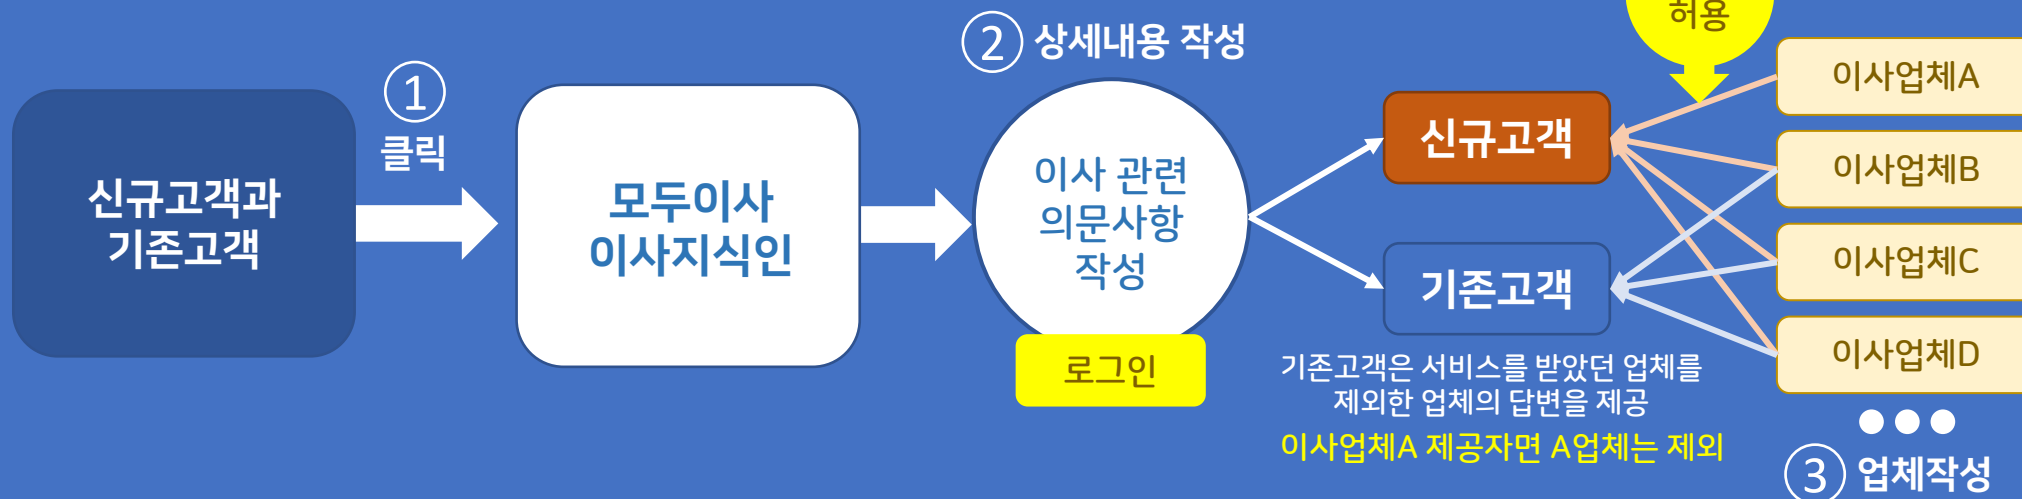 신규고객과
기존고객
①
클릭
모두이사
이사지식인
② 상세내용 작성
이사 관련
의문사항
작성
로그인
신규고객
기존고객
기존고객은 서비스를 받았던 업체를
제외한 업체의 답변을 제공
이사업체A 제공자면 A업체는 제외
허용
이사업체A
이사업체B
이사업체C
이사업체D
③ 업체작성